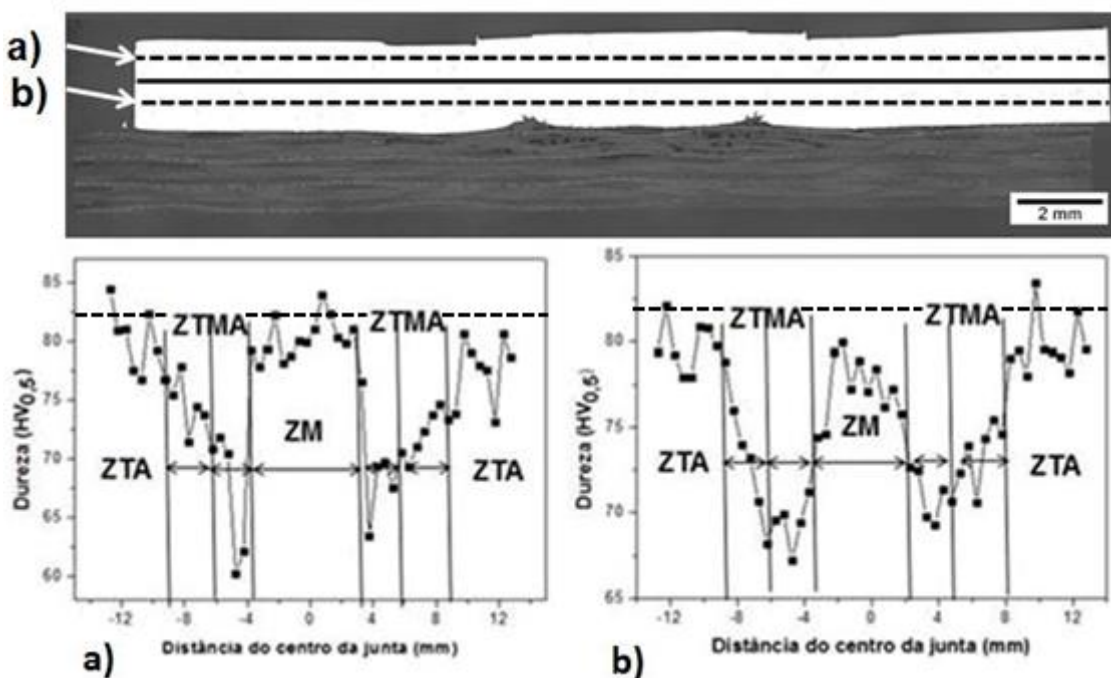 a)
b)
2 mm
85
80
75
70
65
60
Dureza (HV0,5)
ZTMA
ZTMA
ZM
ZTA
ZTA
-12 -8 -4 0 4 8 12
Distância do centro da junta (mm)
a)
85
80
75
70
65
Dureza (HV0,5)
ZTMA
ZTMA
ZM
ZTA
ZTA
-12 -8 -4 0 4 8 12
Distância do centro da junta (mm)
b)